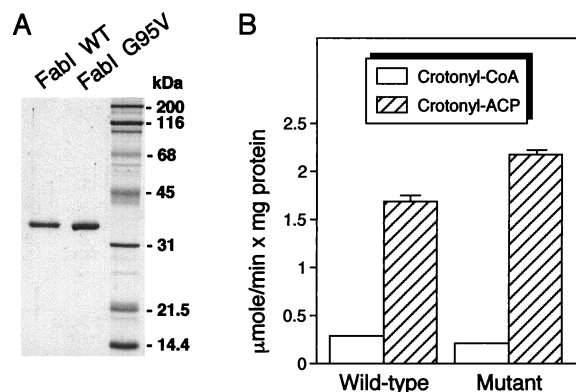 A
FabI WT
FabI G95V
kDa
- 200
- 116
- 68
- 45
- 31
- 21.5
- 14.4
B
Crotonyl-CoA
Crotonyl-ACP
μmole/min x mg protein
2.5
2
1.5
1
0.5
0
Wild-type
Mutant